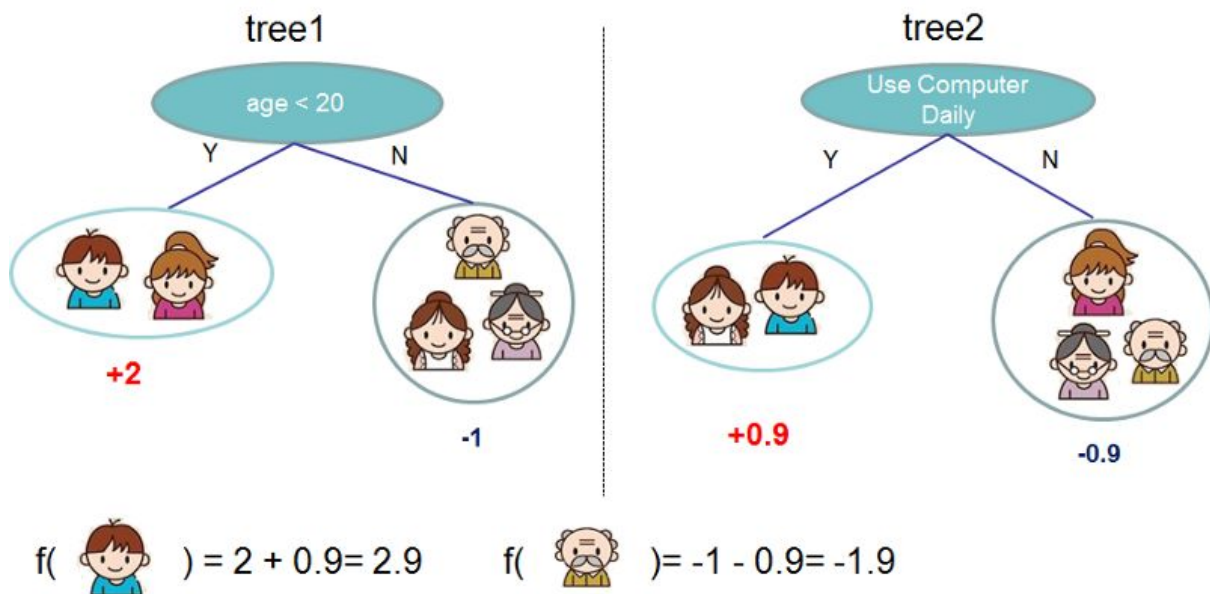 tree1
age < 20
Y
N
+2
-1
tree2
Use Computer
Daily
Y
N
+0.9
-0.9
f( ) = 2 + 0.9= 2.9
f( )= -1 - 0.9= -1.9